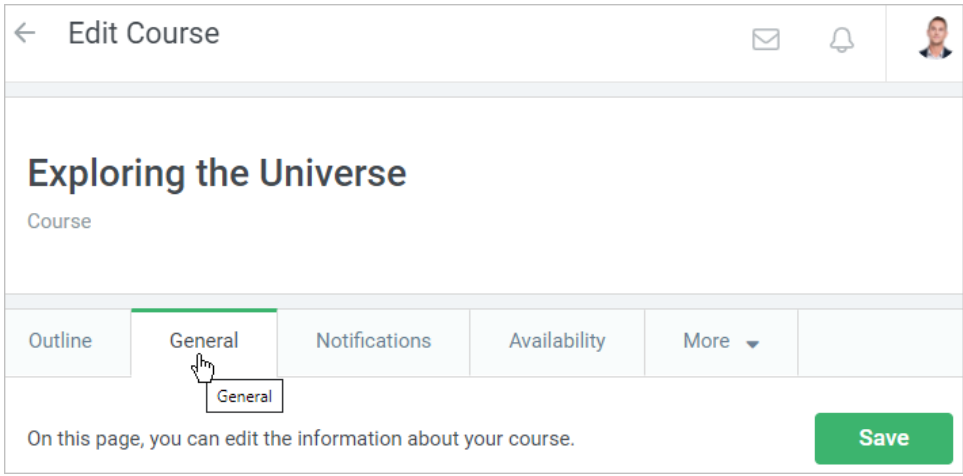 Edit Course
Exploring the Universe
Course
Outline General Notifications Availability More
General
On this page, you can edit the information about your course. Save